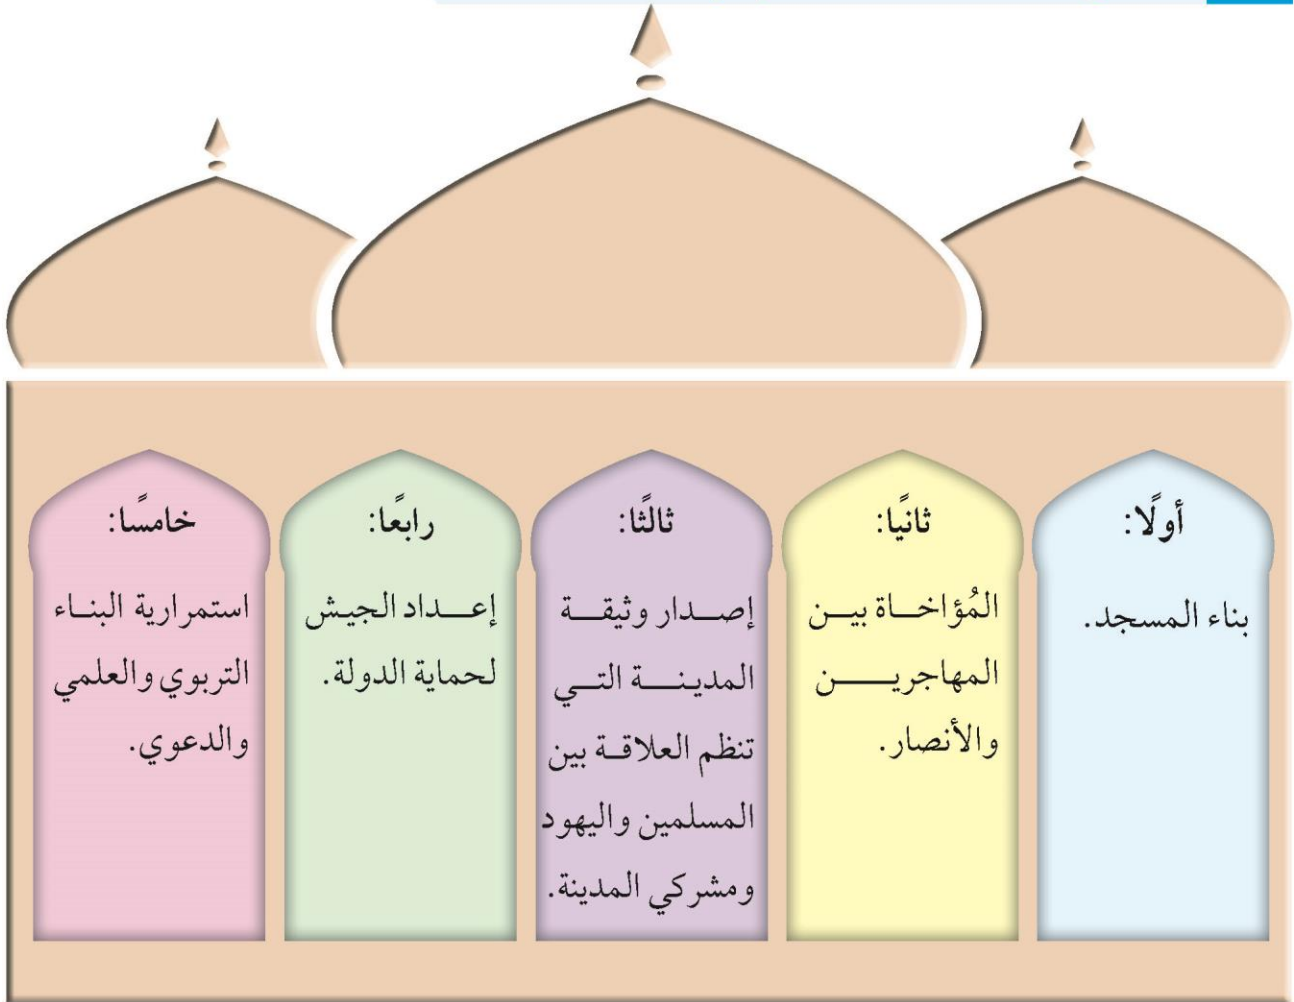 أولًا:
بناء المسجد.
ثانيًا:
المُؤاخاة بين
المهاجرين
والأنصار.
ثالثًا:
إصدار وثيقة
المدينة التي
تنظم العلاقة بين
المسلمين واليهود
ومشركي المدينة.
رابعًا:
إعداد الجيش
لحماية الدولة.
خامسًا:
استمرارية البناء
التربوي والعلمي
والدعوي.